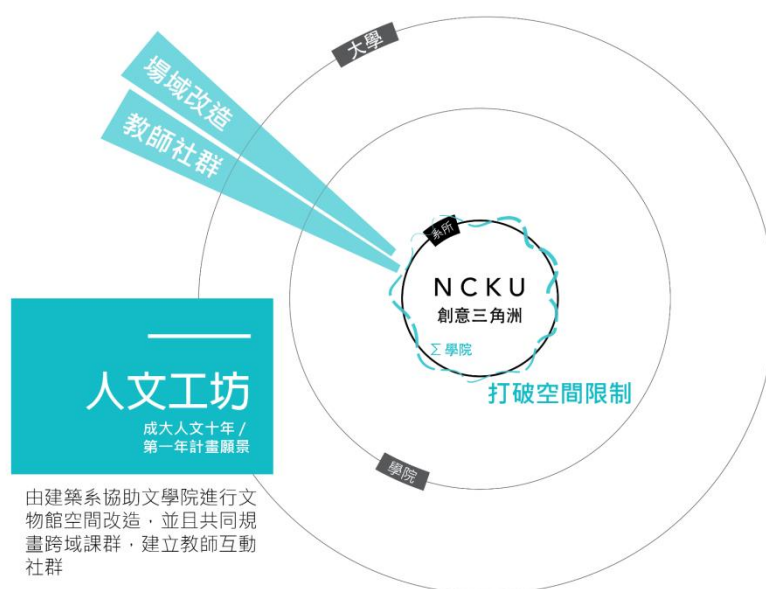 大學
場域改造
教師社群
系所
NCKU
創意三角洲
Σ學院
打破空間限制
人文工坊
成大人文十年 /
第一年計畫願景
學院
由建築系協助文學院進行文
物館空間改造，並且共同規
畫跨域課群，建立教師互動
社群